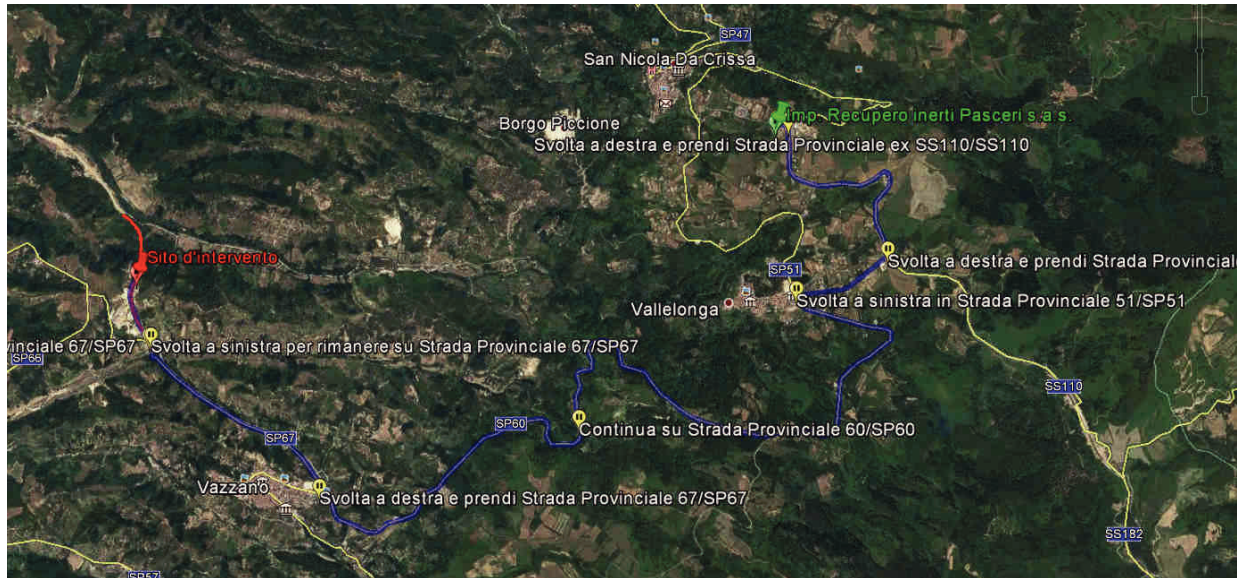 SP47
San Nicola Da Crissa
Imp. Recupero inerti Pasceri s.a.s.
Borgo Piccione
Svolta a destra e prendi Strada Provinciale ex SS110/SS110
Sito d'intervento
Svolta a destra e prendi Strada Provinciale
SP51
Svolta a sinistra in Strada Provinciale 51/SP51
Vallelonga
vinciale 67/SP67
Svolta a sinistra per rimanere su Strada Provinciale 67/SP67
SP66
SS110
SP60
Continua su Strada Provinciale 60/SP60
SP67
Vazzano
Svolta a destra e prendi Strada Provinciale 67/SP67
SS182
SP57